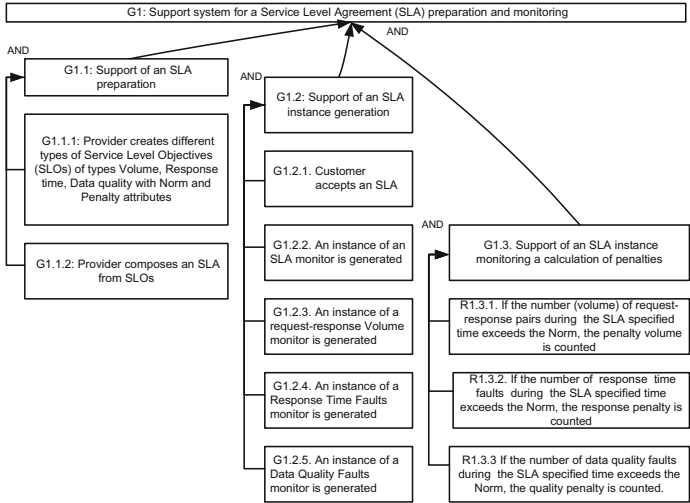 G1: Support system for a Service Level Agreement (SLA) preparation and monitoring
AND
AND
AND
G1.1: Support of an SLA
preparation
G1.1.1: Provider creates different
types of Service Level Objectives
(SLOs) of types Volume, Response
time, Data quality with Norm and
Penalty attributes
G1.1.2: Provider composes an SLA
from SLOs
G1.2: Support of an SLA
instance generation
G1.2.1. Customer
accepts an SLA
G1.2.2. An instance of an
SLA monitor is generated
G1.2.3. An instance of a
request-response Volume
monitor is generated
G1.2.4. An instance of a
Response Time Faults
monitor is generated
G1.2.5. An instance of a
Data Quality Faults
monitor is generated
AND
G1.3. Support of an SLA instance
monitoring a calculation of penalties
R1.3.1. If the number (volume) of request-
response pairs during the SLA specified
time exceeds the Norm, the penalty volume
is counted
R1.3.2. If the number of response time
faults during the SLA specified time
exceeds the Norm, the response penalty is
counted
R1.3.3 If the number of data quality faults
during the SLA specified time exceeds the
Norm, the quality penalty is counted.